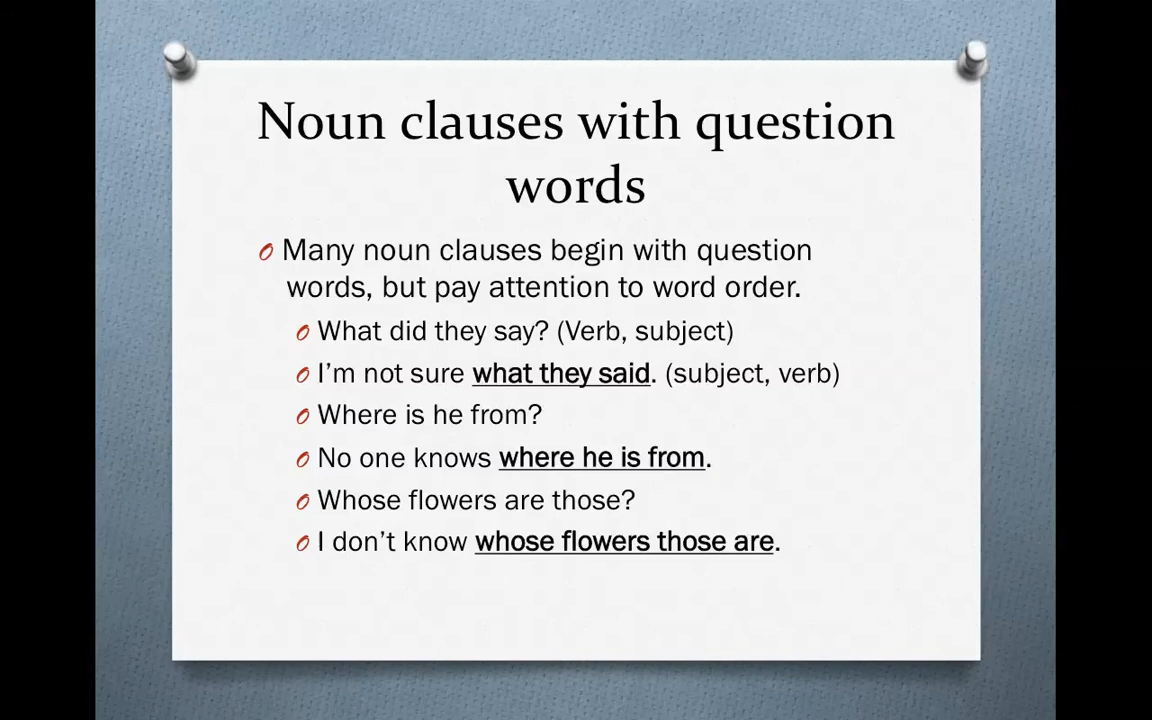 Noun clauses with question
words
Many noun clauses begin with question
words, but pay attention to word order.
What did they say? (Verb, subject)
I’m not sure what they said. (subject, verb)
Where is he from?
No one knows where he is from.
Whose flowers are those?
I don’t know whose flowers those are.